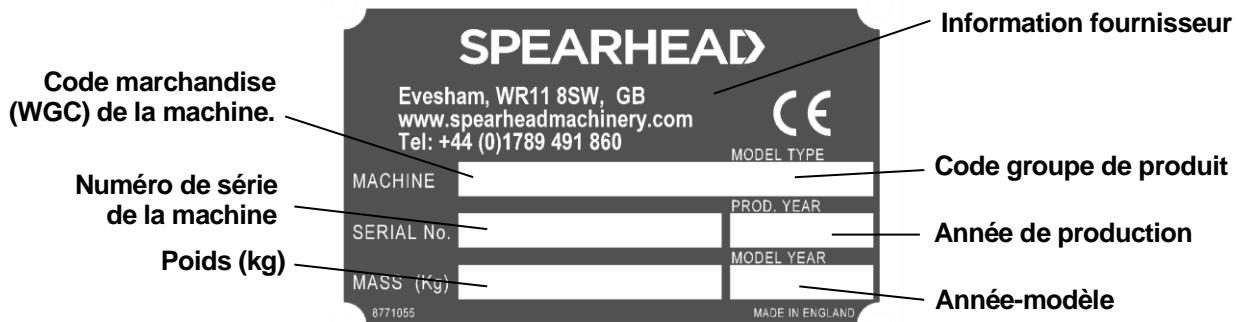 Information fournisseur
SPEARHEAD
Code marchandise
(WGC) de la machine.
Evesham, WR11 8SW, GB
www.spearheadmachinery.com
Tel: +44 (0)1789 491 860
CE
MODEL TYPE
MACHINE
Code groupe de produit
Numéro de série
de la machine
PROD. YEAR
SERIAL No.
Année de production
Poids (kg)
MODEL YEAR
MASS (Kg)
Année-modèle
8771055
MADE IN ENGLAND